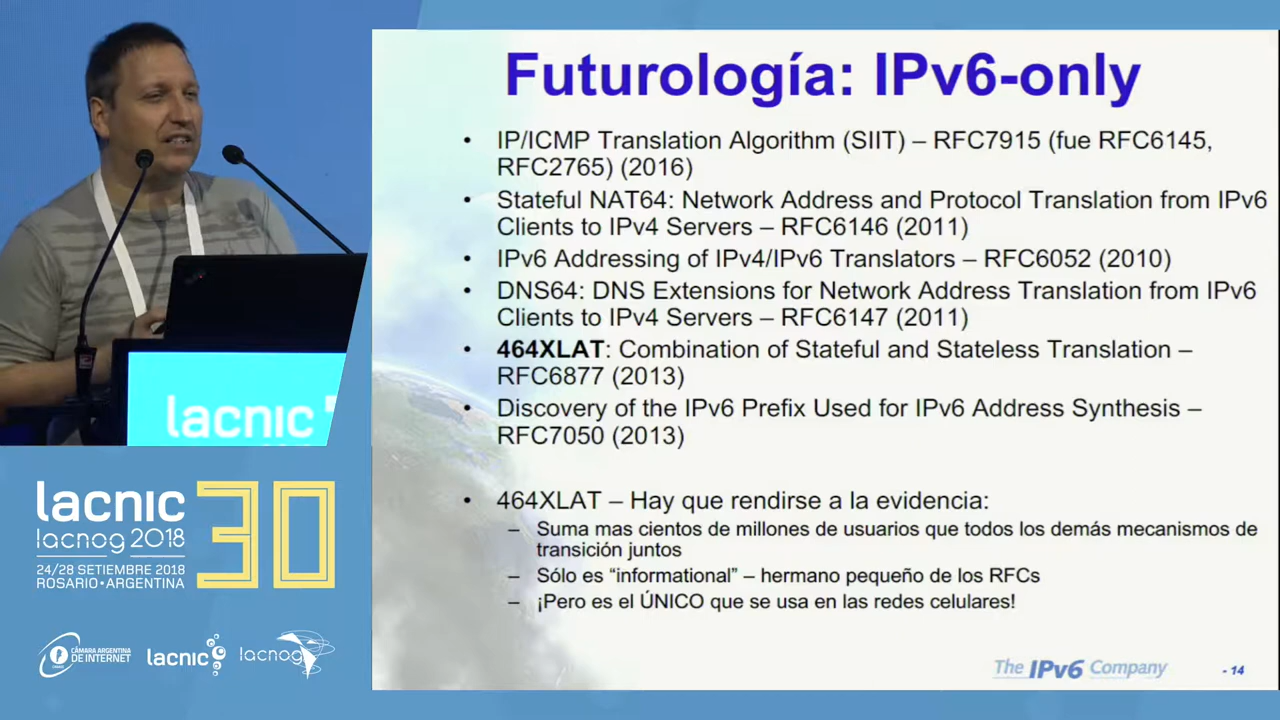 Futurología: IPv6-only
• IP/ICMP Translation Algorithm (SIIT) – RFC7915 (fue RFC6145,
RFC2765) (2016)
• Stateful NAT64: Network Address and Protocol Translation from IPv6
Clients to IPv4 Servers – RFC6146 (2011)
• IPv6 Addressing of IPv4/IPv6 Translators – RFC6052 (2010)
• DNS64: DNS Extensions for Network Address Translation from IPv6
Clients to IPv4 Servers – RFC6147 (2011)
• 464XLAT: Combination of Stateful and Stateless Translation –
RFC6877 (2013)
• Discovery of the IPv6 Prefix Used for IPv6 Address Synthesis –
RFC7050 (2013)
• 464XLAT – Hay que rendirse a la evidencia:
– Suma mas cientos de millones de usuarios que todos los demás mecanismos de
transición juntos
– Sólo es “informational” – hermano pequeño de los RFCs
– ¡Pero es el ÚNICO que se usa en las redes celulares!
The IPv6 Company
- 14
lacnic
lacnic 30
lacnog 2018
24/28 SETIEMBRE 2018
ROSARIO•ARGENTINA
CÁMARA ARGENTINA
DE INTERNET
lacnic
lacnog